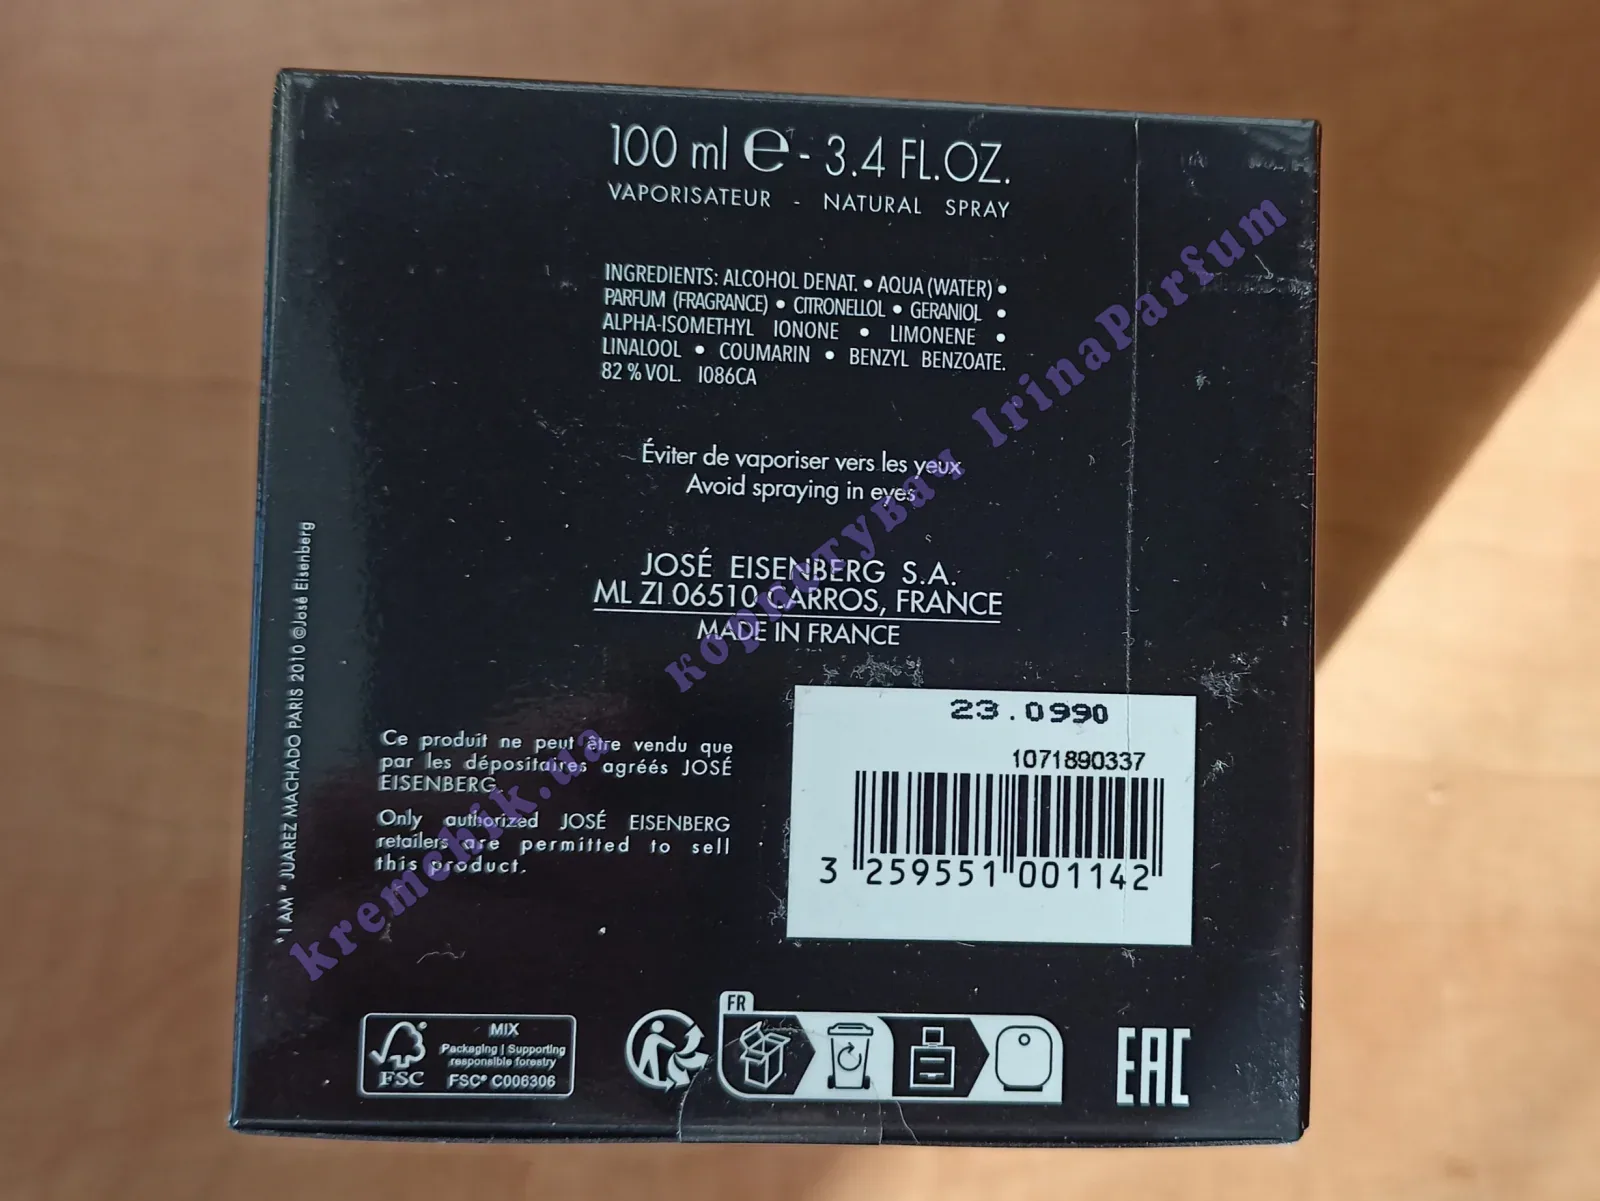 100 ml e - 3.4 FL.OZ.
VAPORISATEUR - NATURAL SPRAY
INGREDIENTS: ALCOHOL DENAT. • AQUA (WATER) •
PARFUM (FRAGRANCE) • CITRONELLOL • GERANIOL •
ALPHA-ISOMETHYL IONONE • LIMONENE •
LINALOOL • COUMARIN • BENZYL BENZOATE.
82 % VOL. I086CA
Éviter de vaporiser vers les yeux
Avoid spraying in eyes
JOSÉ EISENBERG S.A.
ML ZI 06510 CARROS, FRANCE
MADE IN FRANCE
"I AM" JUAREZ MACHADO PARIS 2010 ©José Eisenberg
Ce produit ne peut être vendu que
par les dépositaires agréés JOSÉ
EISENBERG.
Only authorized JOSÉ EISENBERG
retailers are permitted to sell
this product.
23.0990
1071890337
3 259551 001142
FSC
MIX
Packaging | Supporting
responsible forestry
FSC® C006306
FR
EAC
kremchik.ua користувач IrinaParfum